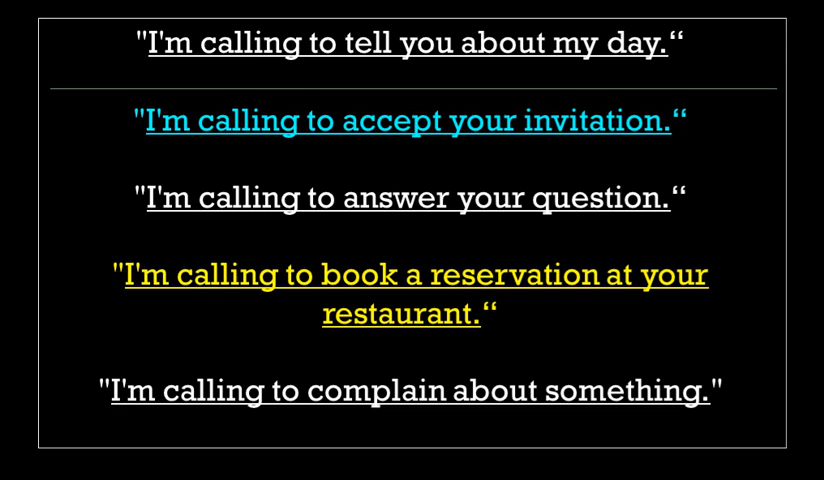 "I'm calling to tell you about my day.“
"I'm calling to accept your invitation.“
"I'm calling to answer your question.“
"I'm calling to book a reservation at your
restaurant.“
"I'm calling to complain about something."